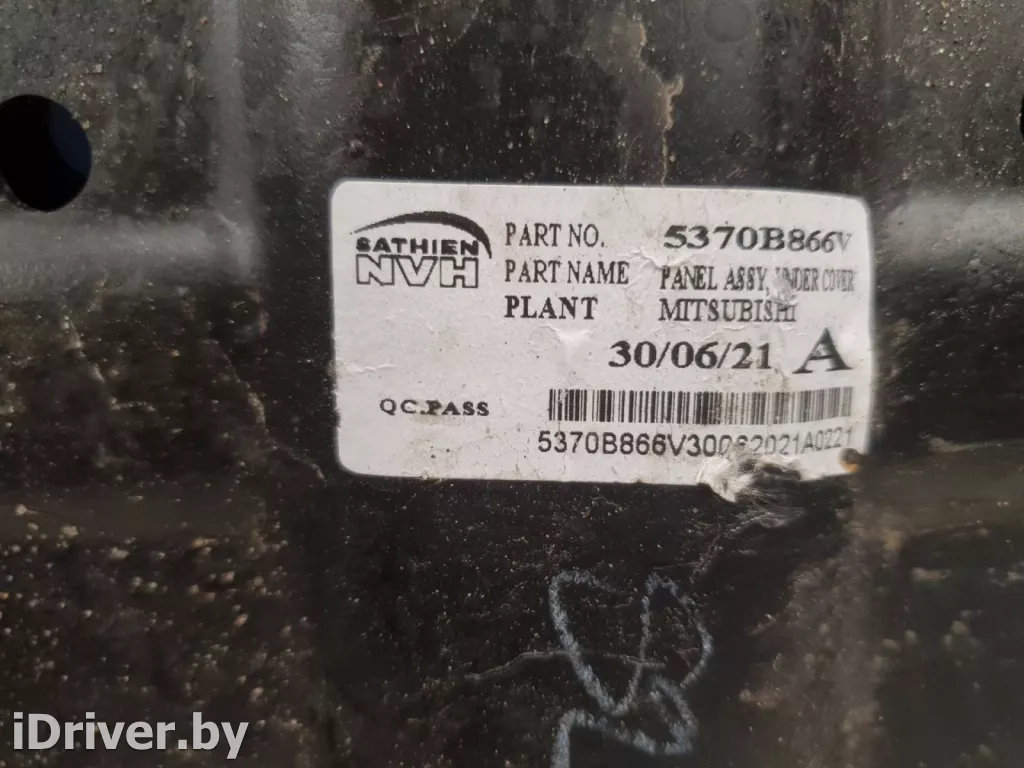 SATHIEN
NVH
PART NO. 5370B866V
PART NAME PANEL ASSY, UNDER COVER
PLANT MITSUBISHI
30/06/21 A
QC.PASS
5370B866V30062021A0221
iDriver.by